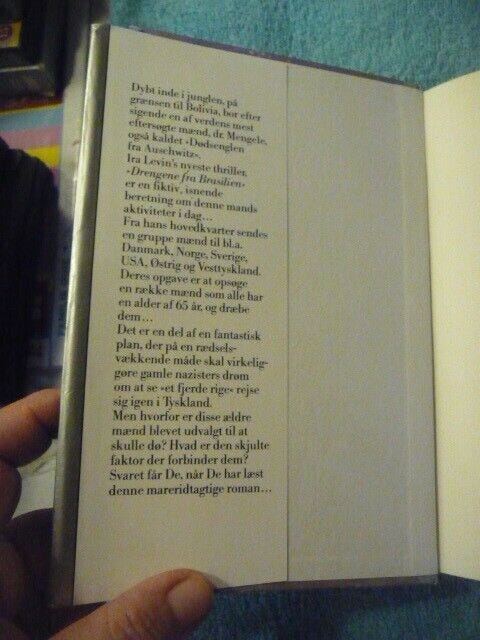 Dybt inde i junglen, på
grænsen til Bolivia, bor efter
sigende en af verdens mest
eftersøgte mænd, dr. Mengele,
også kaldet »Dødsenglen
fra Auschwitz«.
Ira Levin's nyeste thriller,
»Drengene fra Brasilien«
er en fiktiv, isnende
beretning om denne mands
aktiviteter i dag...
Fra hans hovedkvarter sendes
en gruppe mænd til bl.a.
Danmark, Norge, Sverige,
USA, Østrig og Vesttyskland.
Deres opgave er at opsøge
en række mænd som alle har
en alder af 65 år, og dræbe
dem...
Det er en del af en fantastisk
plan, der på en rædsels-
vækkende måde skal virkelig-
gøre gamle nazisters drøm
om at se »et fjerde rige« rejse
sig igen i Tyskland.
Men hvorfor er disse ældre
mænd blevet udvalgt til at
skulle dø? Hvad er den skjulte
faktor der forbinder dem?
Svaret får De, når De har læst
denne mareridtagtige roman...